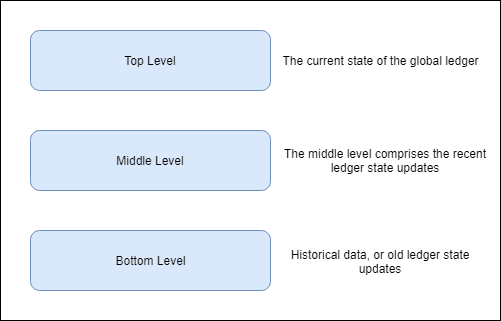 Top Level
The current state of the global ledger
Middle Level
The middle level comprises the recent
ledger state updates
Bottom Level
Historical data, or old ledger state
updates